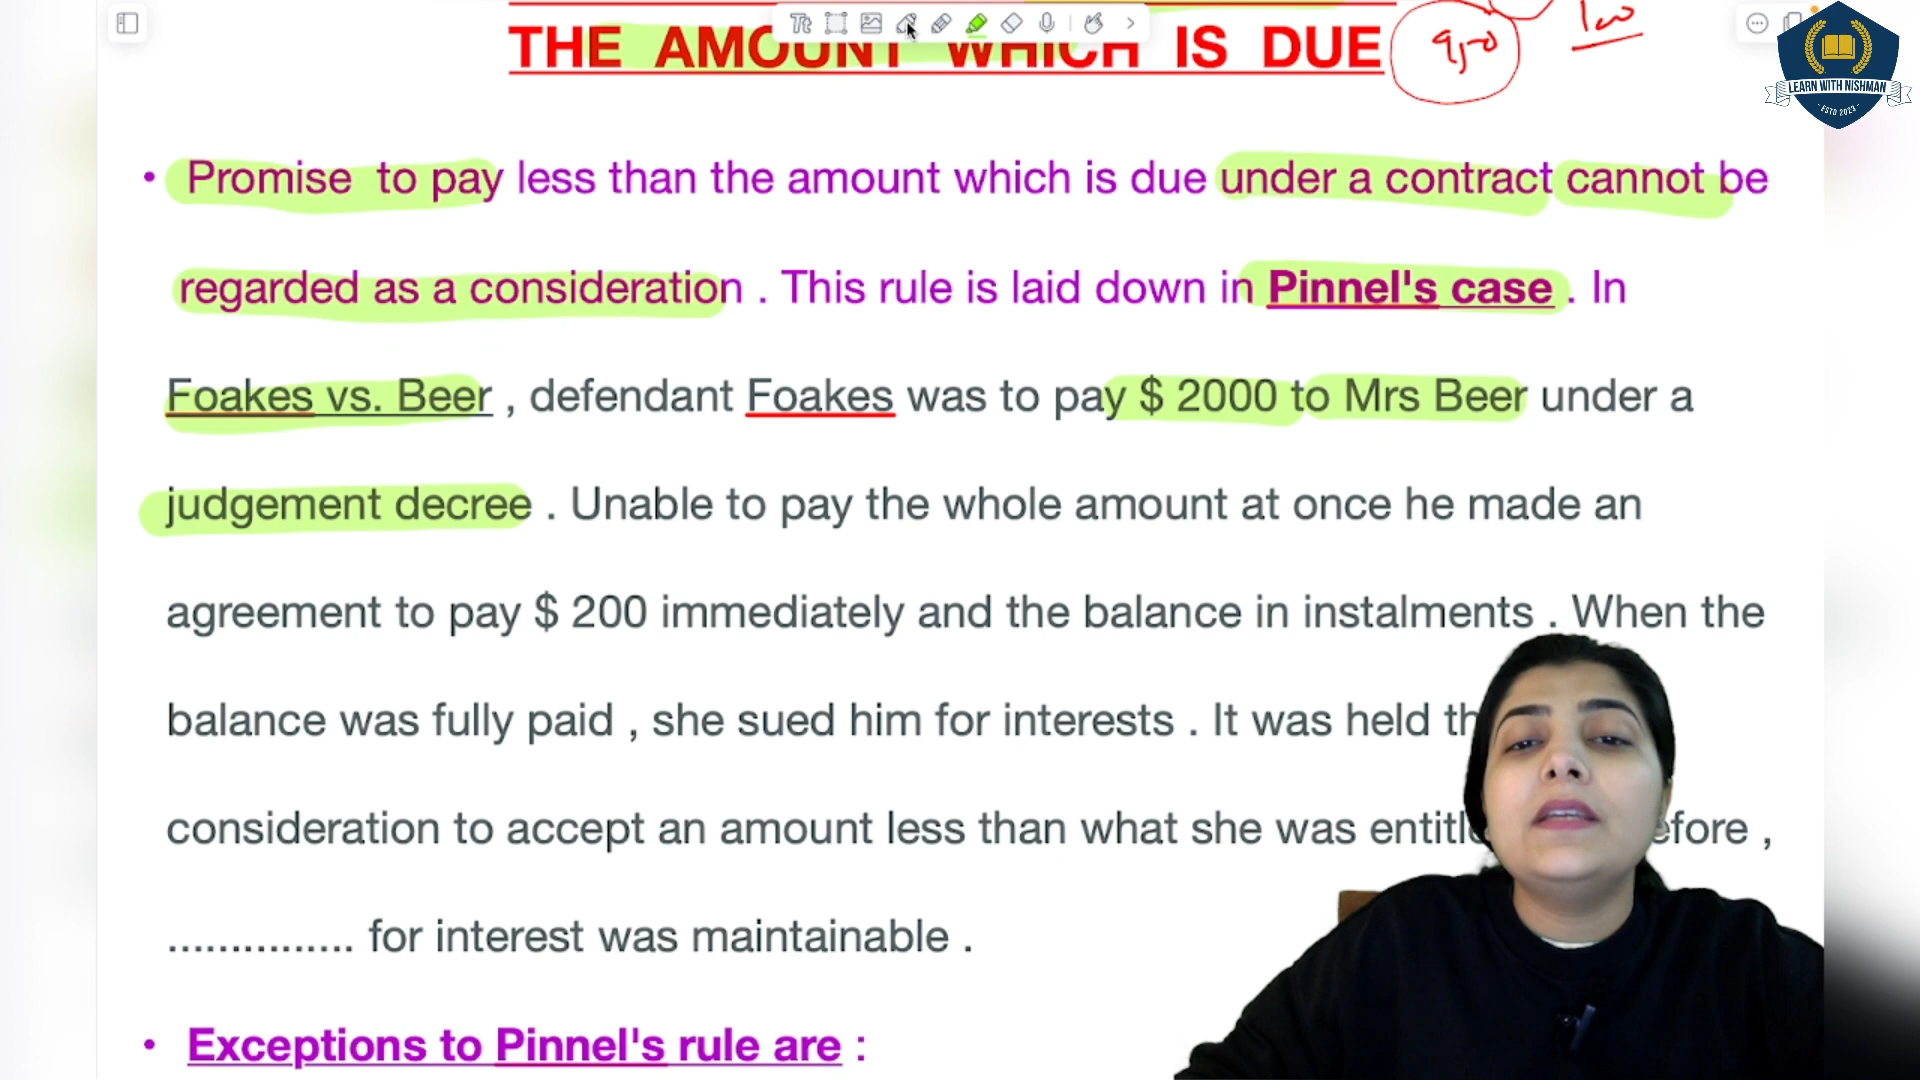 THE AMOUNT WHICH IS DUE
LEARN WITH NISHMAN
ESTD 2023
• Promise to pay less than the amount which is due under a contract cannot be
regarded as a consideration . This rule is laid down in Pinnel's case . In
Foakes vs. Beer , defendant Foakes was to pay $ 2000 to Mrs Beer under a
judgement decree . Unable to pay the whole amount at once he made an
agreement to pay $ 200 immediately and the balance in instalments . When the
balance was fully paid , she sued him for interests . It was held
consideration to accept an amount less than what she was ,
............... for interest was maintainable .
• Exceptions to Pinnel's rule are :